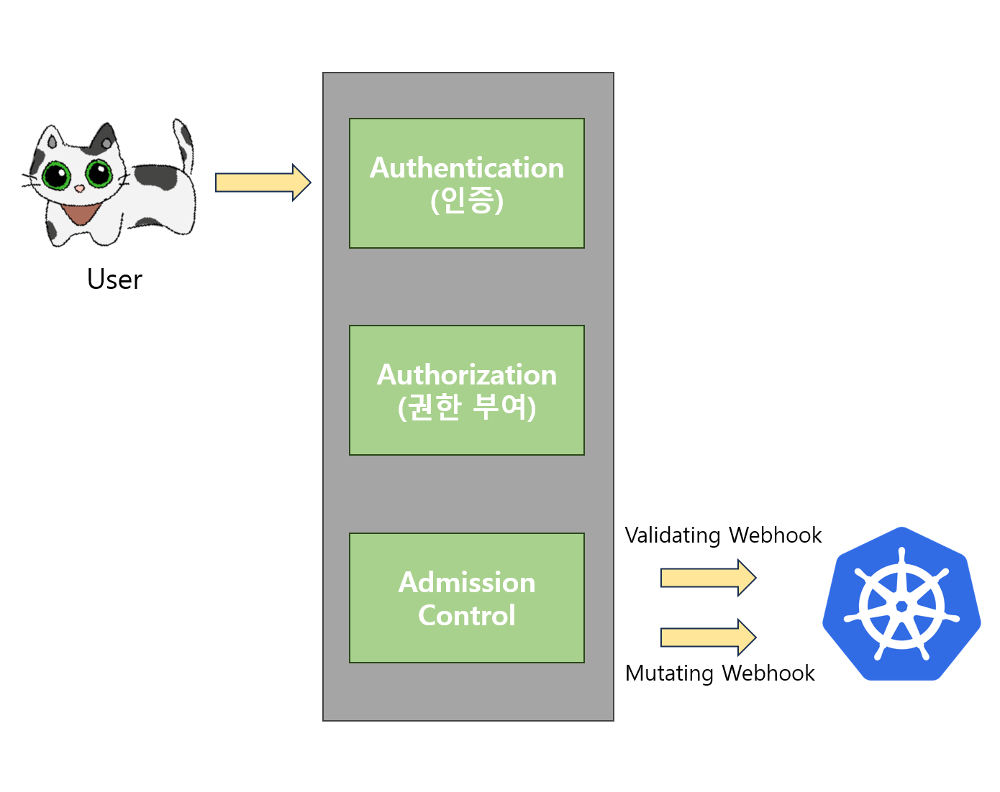 User
Authentication
(인증)
Authorization
(권한 부여)
Admission
Control
Validating Webhook
Mutating Webhook